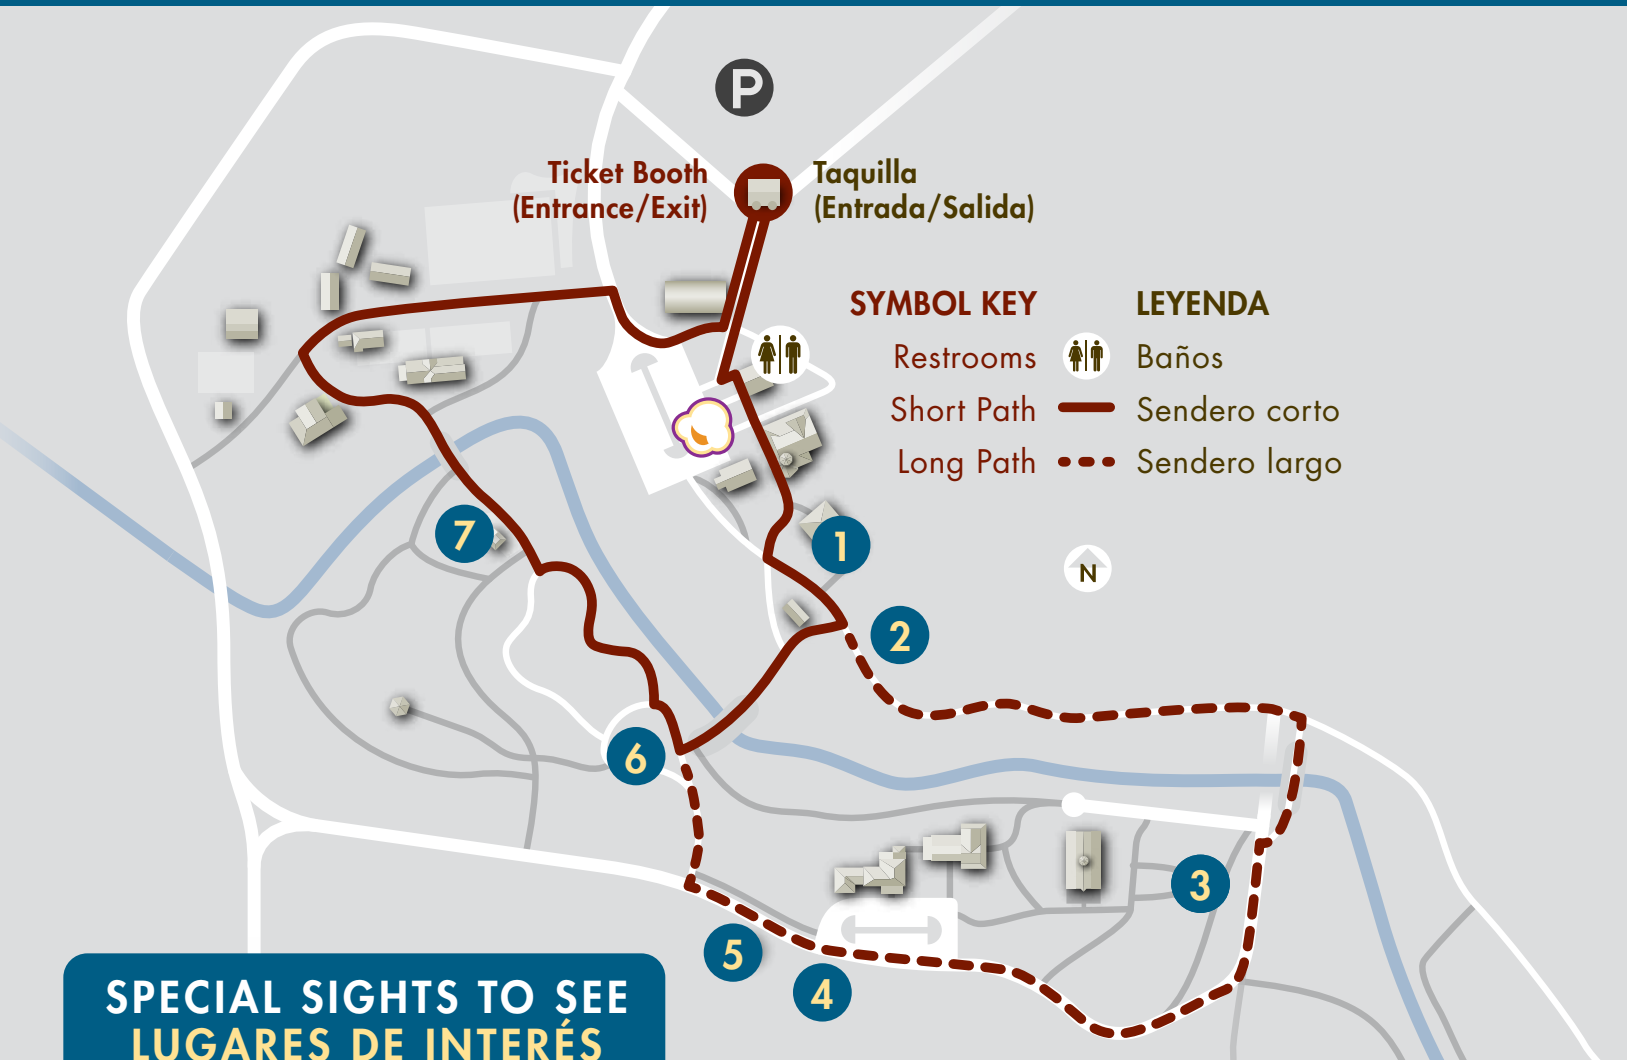 P
Ticket Booth
(Entrance/Exit)
Taquilla
(Entrada/Salida)
SYMBOL KEY
LEYENDA
Restrooms
Baños
Short Path
Sendero corto
Long Path
Sendero largo
7
1
N
2
6
3
5
4
SPECIAL SIGHTS TO SEE
LUGARES DE INTERÉS